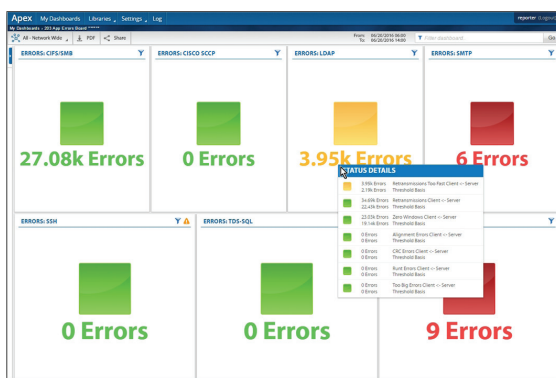 Apex My Dashboards Libraries Settings Log reporter (Logout)
My Dashboards › 203 App Errors Board ******
All - Network Wide PDF Share From: 06/20/2016 06:00 Filter dashboard Go
To: 06/20/2016 14:00
ERRORS: CIFS/SMB
27.08k Errors
ERRORS: CISCO SCCP
0 Errors
ERRORS: LDAP
3.95k Errors
ERRORS: SMTP
6 Errors
STATUS DETAILS
3.95k Errors Retransmissions Too Fast Client <- Server
2.19k Errors Threshold Basis
34.69k Errors Retransmissions Client <- Server
22.43k Errors Threshold Basis
23.03k Errors Zero Windows Client <- Server
19.14k Errors Threshold Basis
0 Errors Alignment Errors Client <- Server
0 Errors Threshold Basis
0 Errors CRC Errors Client <- Server
0 Errors Threshold Basis
0 Errors Runt Errors Client <- Server
0 Errors Threshold Basis
0 Errors Too Big Errors Client <- Server
0 Errors Threshold Basis
ERRORS: SSH
0 Errors
ERRORS: TDS-SQL
0 Errors
9 Errors